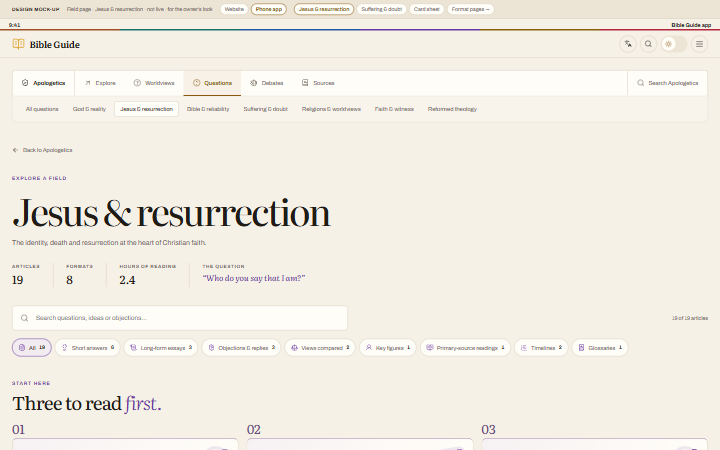 DESIGN MOCK-UP Field page · Jesus & resurrection · not live · for the owner's look Website Phone app Jesus & resurrection Suffering & doubt Card sheet Format pages →
9:41 Bible Guide app
Bible Guide
Apologetics Explore Worldviews Questions Debates Sources Search Apologetics
All questions God & reality Jesus & resurrection Bible & reliability Suffering & doubt Religions & worldviews Faith & witness Reformed theology
← Back to Apologetics
EXPLORE A FIELD
Jesus & resurrection
The identity, death and resurrection at the heart of Christian faith.
ARTICLES FORMATS HOURS OF READING THE QUESTION
19 8 2.4 “Who do you say that I am?”
Search questions, ideas or objections... 19 of 19 articles
All 19 Short answers 6 Long-form essays 3 Objections & replies 3 Views compared 2 Key figures 1 Primary-source readings 1 Timelines 2 Glossaries 1
START HERE
Three to read first.
01 02 03